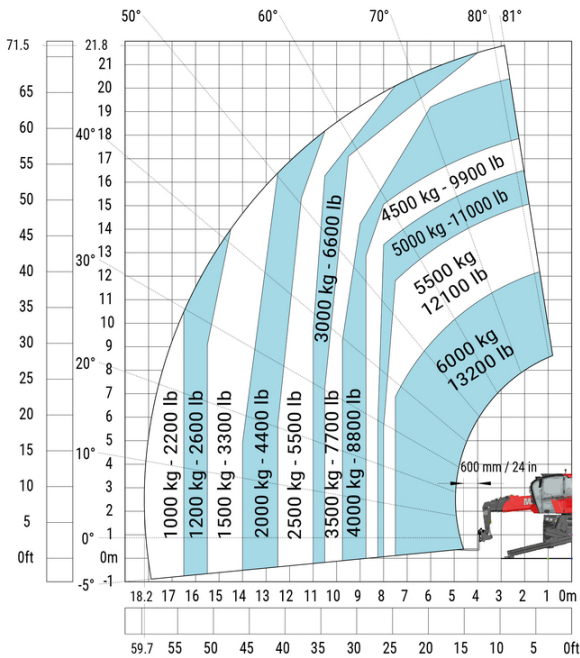 50° 60° 70° 80° 81°
71.5 21.8
21
65 20
19
60 40° 18
17
55 16
50 15
14
45 13
30° 12
40 11
35 10
9
30 8
20° 7
25 6
20 5
15 10° 4
3
10 2
5 0° 1
0ft 0m
-5° -1
1000 kg - 2200 lb
1200 kg - 2600 lb
1500 kg - 3300 lb
2000 kg - 4400 lb
2500 kg - 5500 lb
3000 kg - 6600 lb
3500 kg - 7700 lb
4000 kg - 8800 lb
4500 kg - 9900 lb
5000 kg -11000 lb
5500 kg
12100 lb
6000 kg
13200 lb
600 mm / 24 in
18.2 17 16 15 14 13 12 11 10 9 8 7 6 5 4 3 2 1 0m
59.7 55 50 45 40 35 30 25 20 15 10 5 0ft